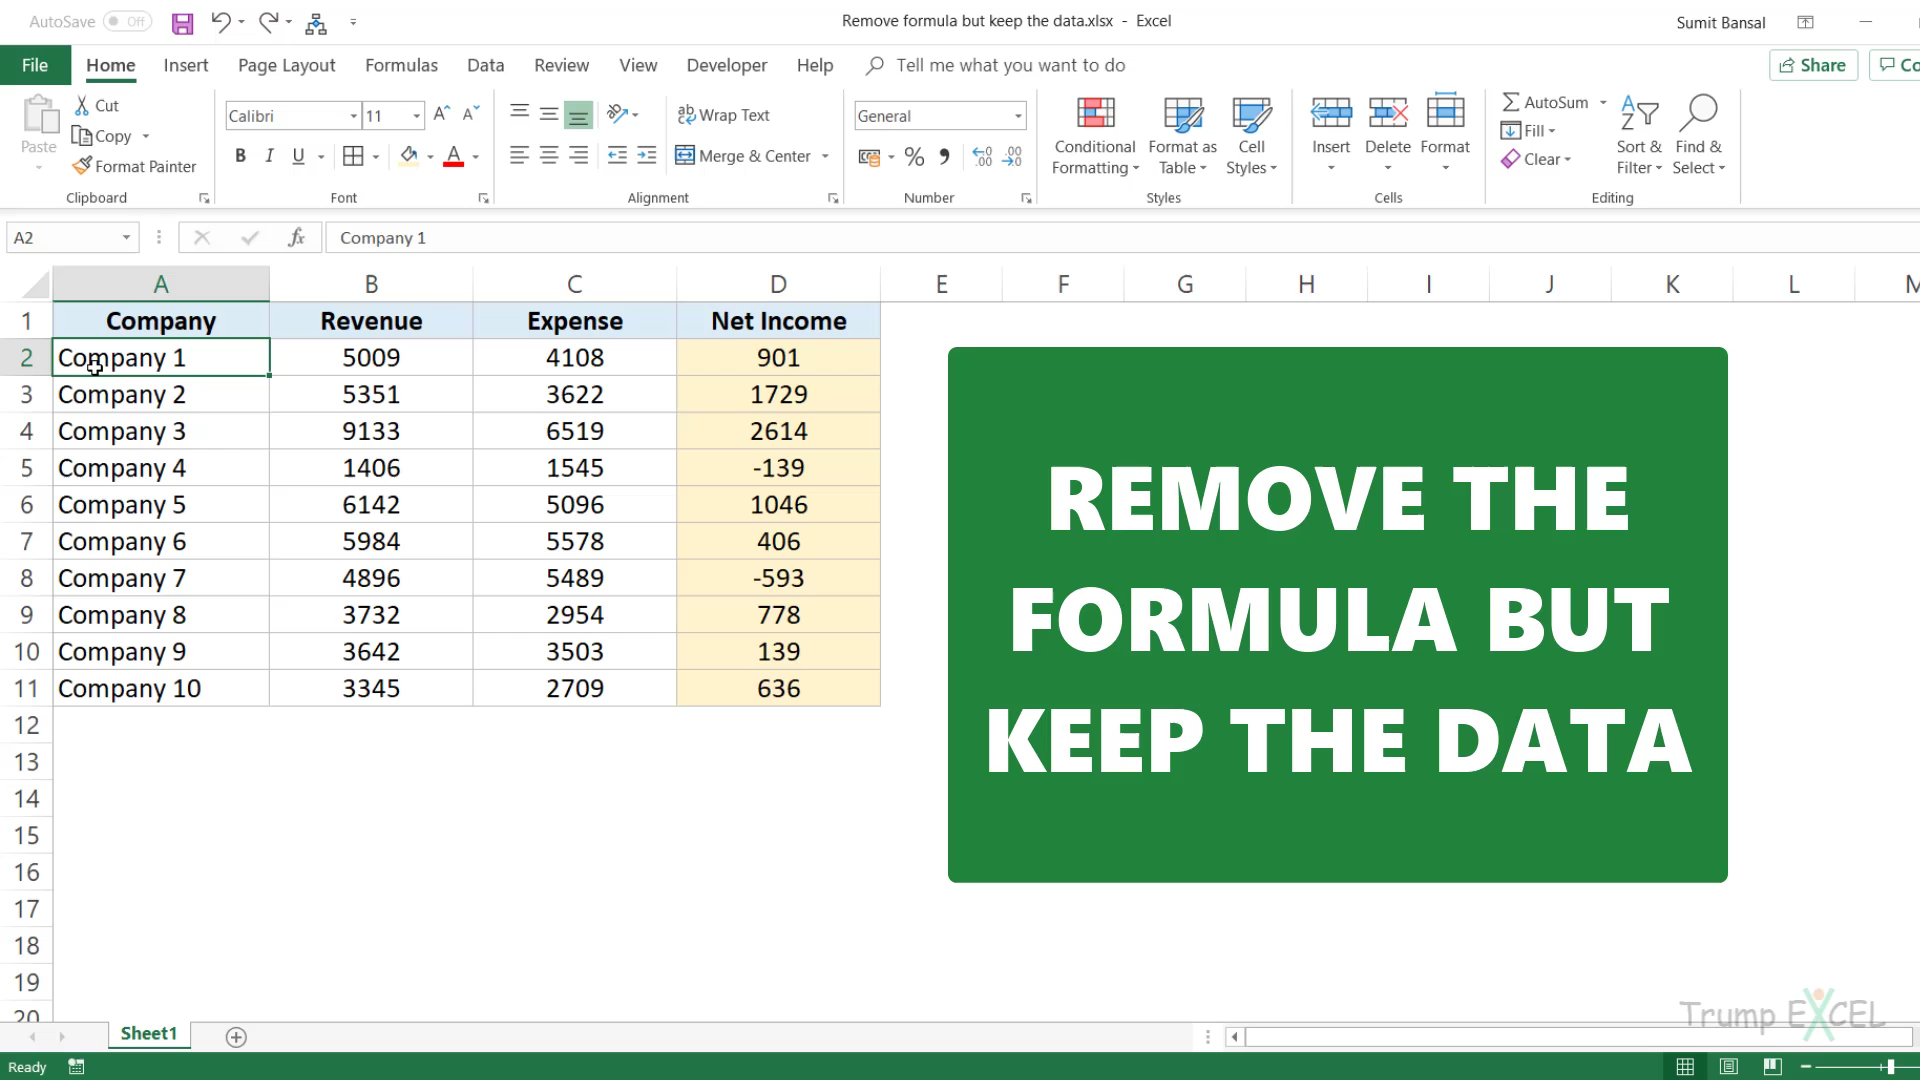 AutoSave Off
Remove formula but keep the data.xlsx - Excel
Sumit Bansal
File Home Insert Page Layout Formulas Data Review View Developer Help Tell me what you want to do
Share Co
Paste
Cut
Copy
Format Painter
Clipboard
Calibri 11
B I U A
Font
Wrap Text
Merge & Center
Alignment
General
% , .00 .00
Number
Conditional Formatting
Format as Table
Cell Styles
Styles
Insert Delete Format
Cells
AutoSum
Fill
Clear
Sort & Filter
Find & Select
Editing
A2 fx Company 1
A B C D E F G H I J K L M
1 Company Revenue Expense Net Income
2 Company 1 5009 4108 901
3 Company 2 5351 3622 1729
4 Company 3 9133 6519 2614
5 Company 4 1406 1545 -139
6 Company 5 6142 5096 1046
7 Company 6 5984 5578 406
8 Company 7 4896 5489 -593
9 Company 8 3732 2954 778
10 Company 9 3642 3503 139
11 Company 10 3345 2709 636
12
13
14
15
16
17
18
19
20
REMOVE THE
FORMULA BUT
KEEP THE DATA
Trump EXCEL
Sheet1
Ready